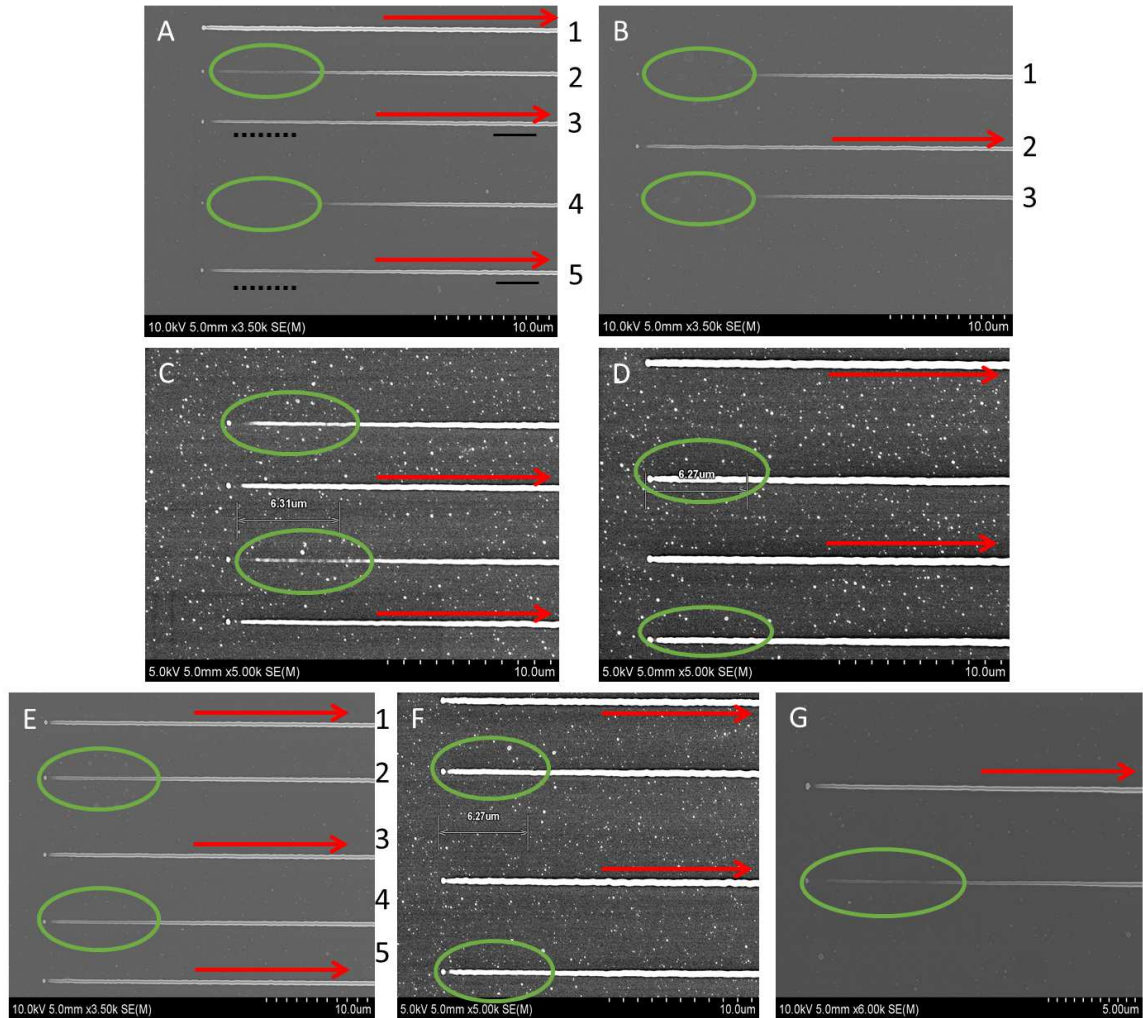 A
1
2
3
4
5
10.0kV 5.0mm x3.50k SE(M) 10.0um
B
1
2
3
10.0kV 5.0mm x3.50k SE(M) 10.0um
C
6.31um
5.0kV 5.0mm x5.00k SE(M) 10.0um
D
6.27um
5.0kV 5.0mm x5.00k SE(M) 10.0um
E
1
2
3
4
5
10.0kV 5.0mm x3.50k SE(M) 10.0um
F
6.27um
5.0kV 5.0mm x5.00k SE(M) 10.0um
G
10.0kV 5.0mm x6.00k SE(M) 5.00um